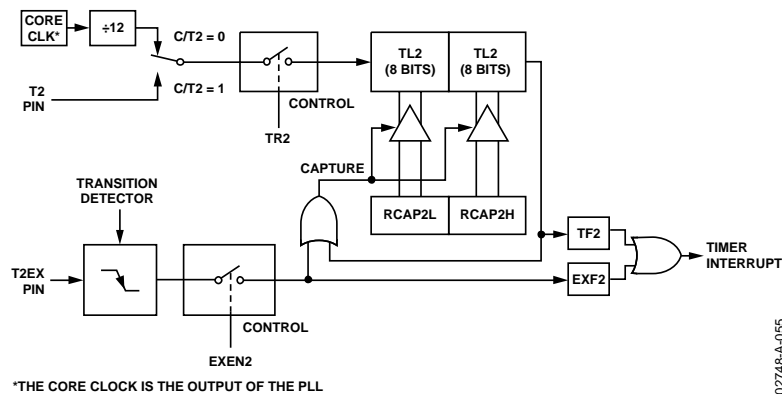 CORE
CLK*
÷12
C/T2 = 0
TL2
(8 BITS)
TL2
(8 BITS)
T2
PIN
C/T2 = 1
CONTROL
TR2
CAPTURE
TRANSITION
DETECTOR
RCAP2L
RCAP2H
TF2
TIMER
INTERRUPT
T2EX
PIN
EXF2
CONTROL
EXEN2
*THE CORE CLOCK IS THE OUTPUT OF THE PLL
02748-A-055